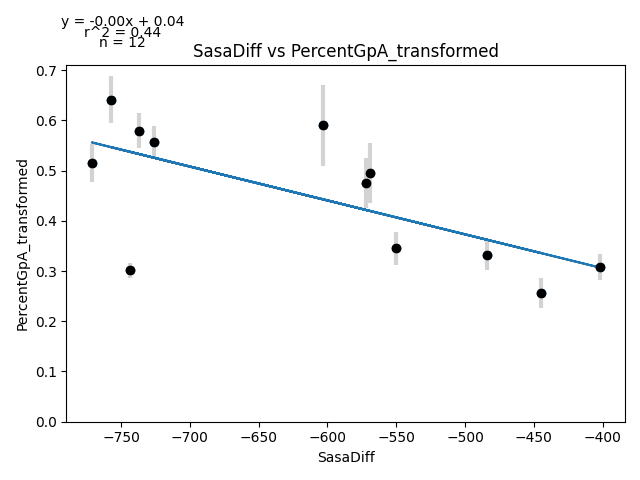 y = -0.00x + 0.04
r^2 = 0.44
n = 12
SasaDiff vs PercentGpA_transformed
0.7
0.6
0.5
0.4
0.3
0.2
0.1
0.0
PercentGpA_transformed
−750
−700
−650
−600
−550
−500
−450
−400
SasaDiff